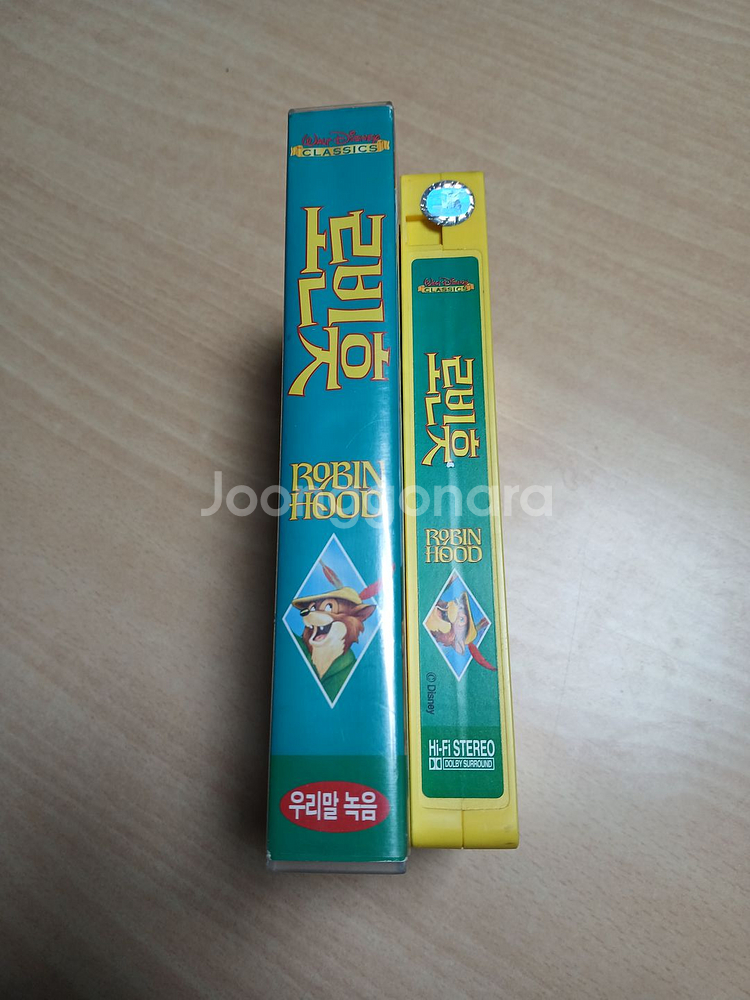 Walt Disney
CLASSICS
로빈훗
ROBIN
HOOD
우리말 녹음
Walt Disney
CLASSICS
로빈훗
ROBIN
HOOD
© Disney
Hi-Fi STEREO
DOLBY SURROUND
Joonggonara